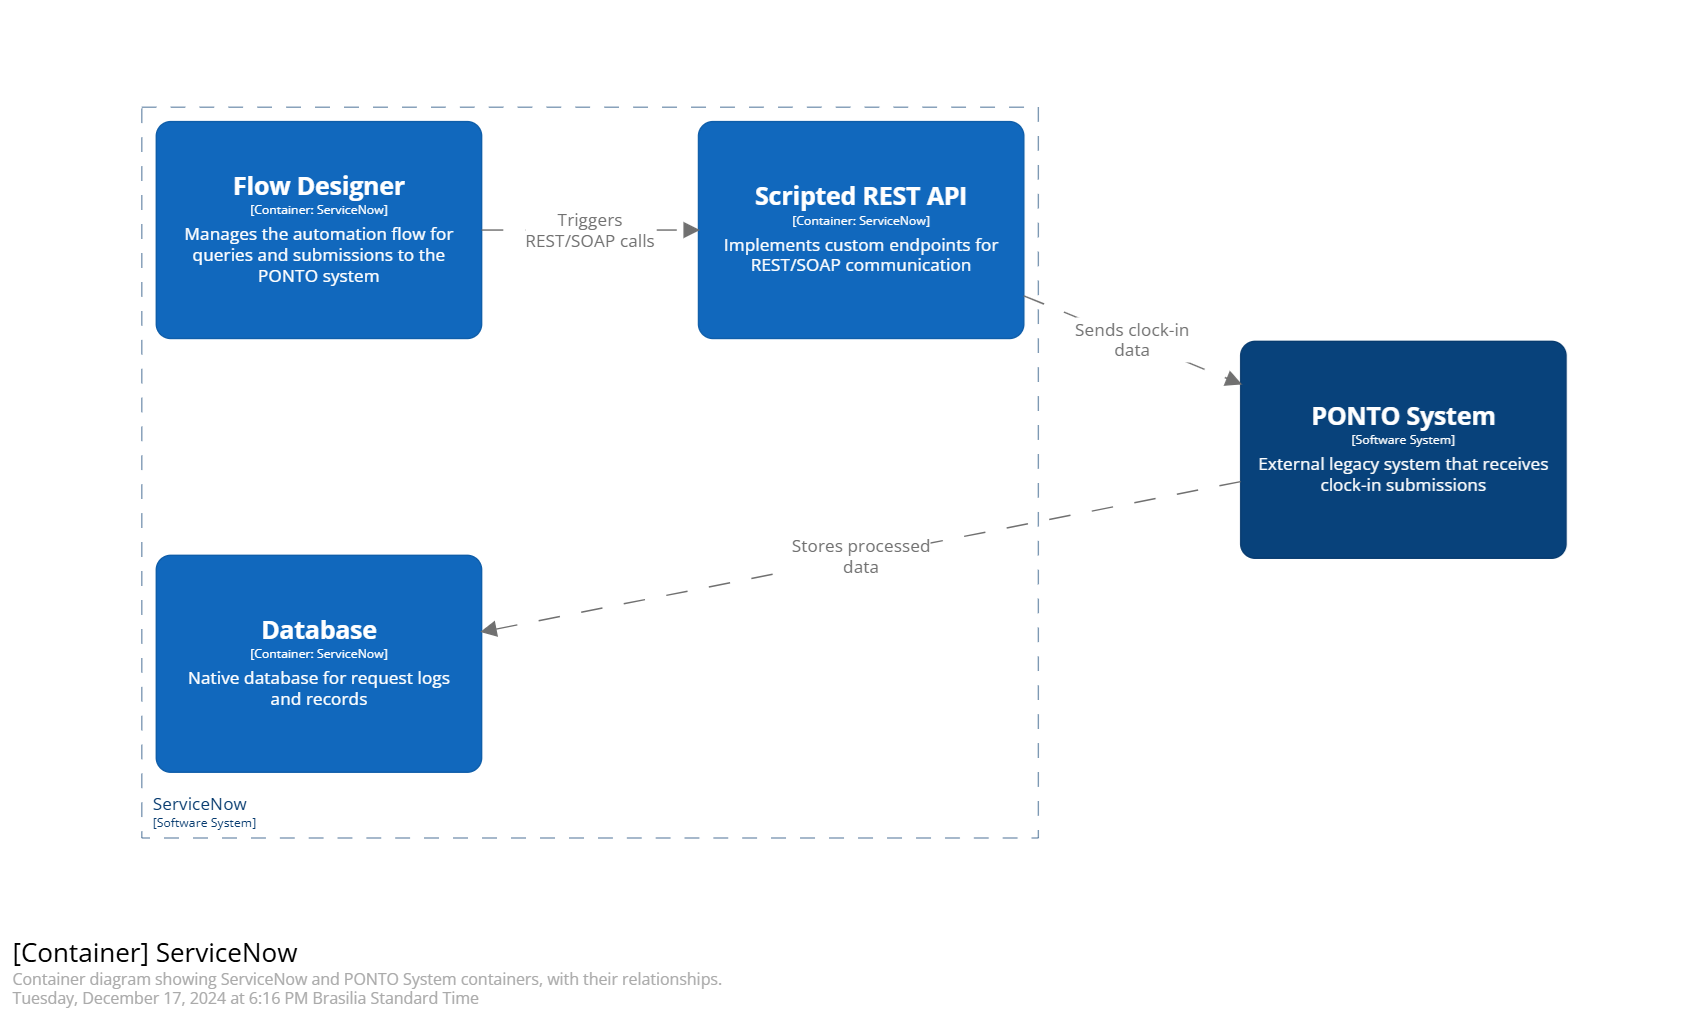 Flow Designer
[Container: ServiceNow]
Manages the automation flow for
queries and submissions to the
PONTO system
Triggers
REST/SOAP calls
Scripted REST API
[Container: ServiceNow]
Implements custom endpoints for
REST/SOAP communication
Sends clock-in
data
PONTO System
[Software System]
External legacy system that receives
clock-in submissions
Stores processed
data
Database
[Container: ServiceNow]
Native database for request logs
and records
ServiceNow
[Software System]
[Container] ServiceNow
Container diagram showing ServiceNow and PONTO System containers, with their relationships.
Tuesday, December 17, 2024 at 6:16 PM Brasilia Standard Time